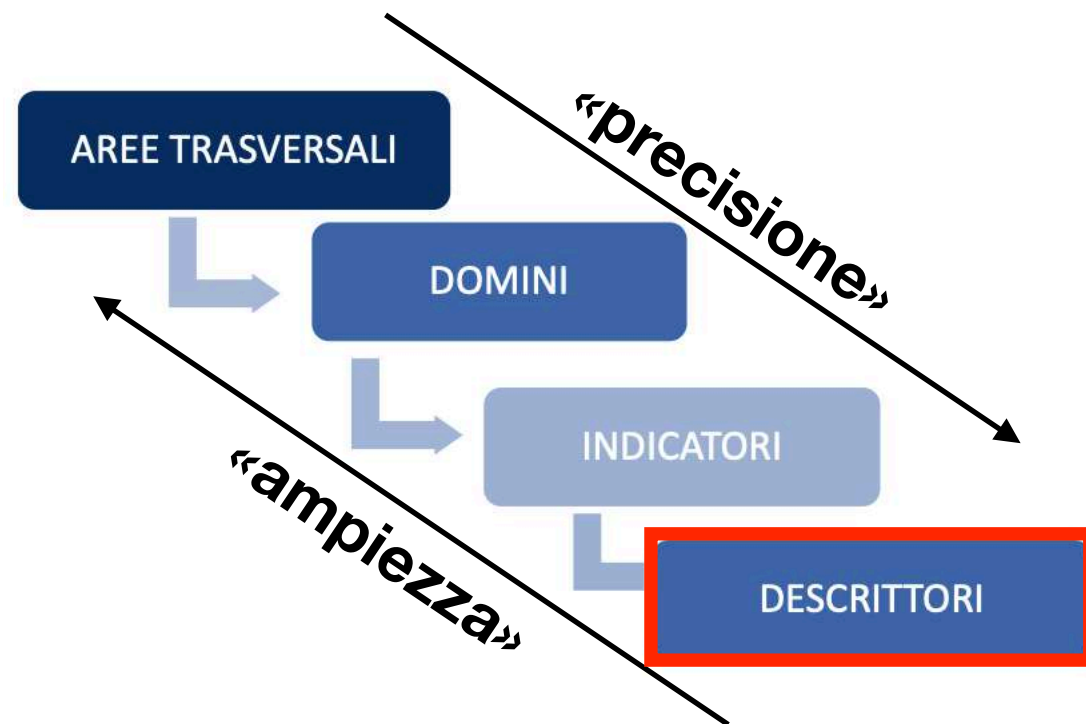 AREE TRASVERSALI
«precisione»
DOMINI
INDICATORI
«ampiezza»
DESCRITTORI